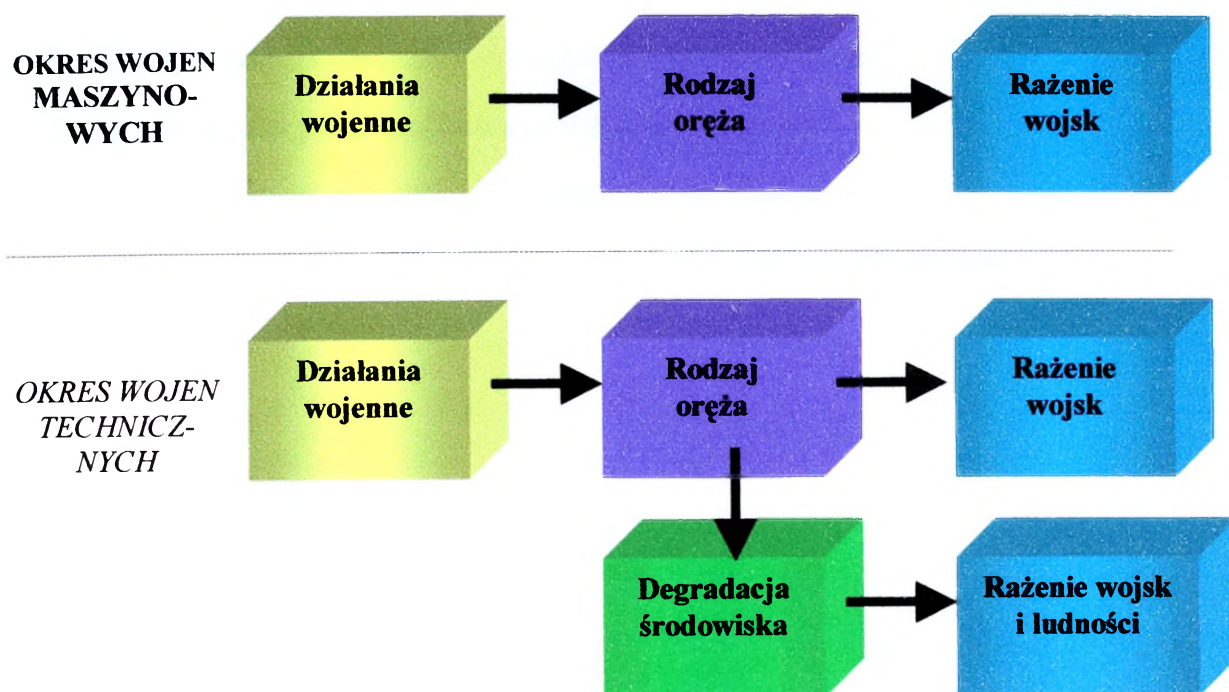 OKRES WOJEN
MASZYNO-
WYCH
Działania
wojenne
Rodzaj
oręża
Rażenie
wojsk
OKRES WOJEN
TECHNICZ-
NYCH
Działania
wojenne
Rodzaj
oręża
Rażenie
wojsk
Degradacja
środowiska
Rażenie wojsk
i ludności